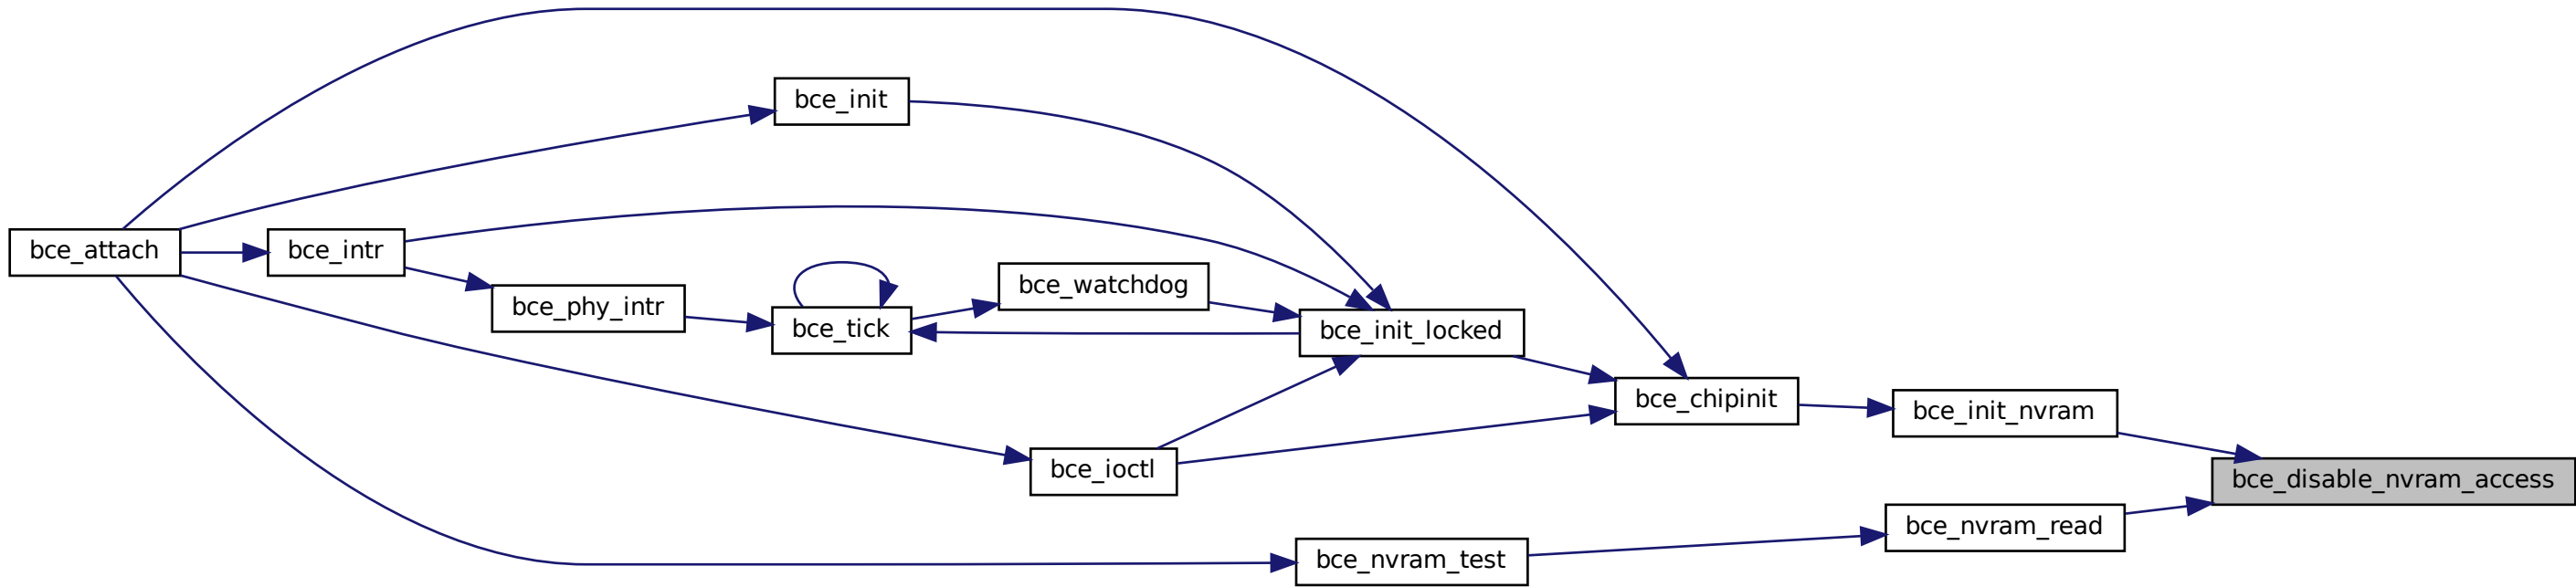 bce_init
bce_attach
bce_intr
bce_watchdog
bce_phy_intr
bce_tick
bce_init_locked
bce_chipinit
bce_init_nvram
bce_ioctl
bce_disable_nvram_access
bce_nvram_read
bce_nvram_test